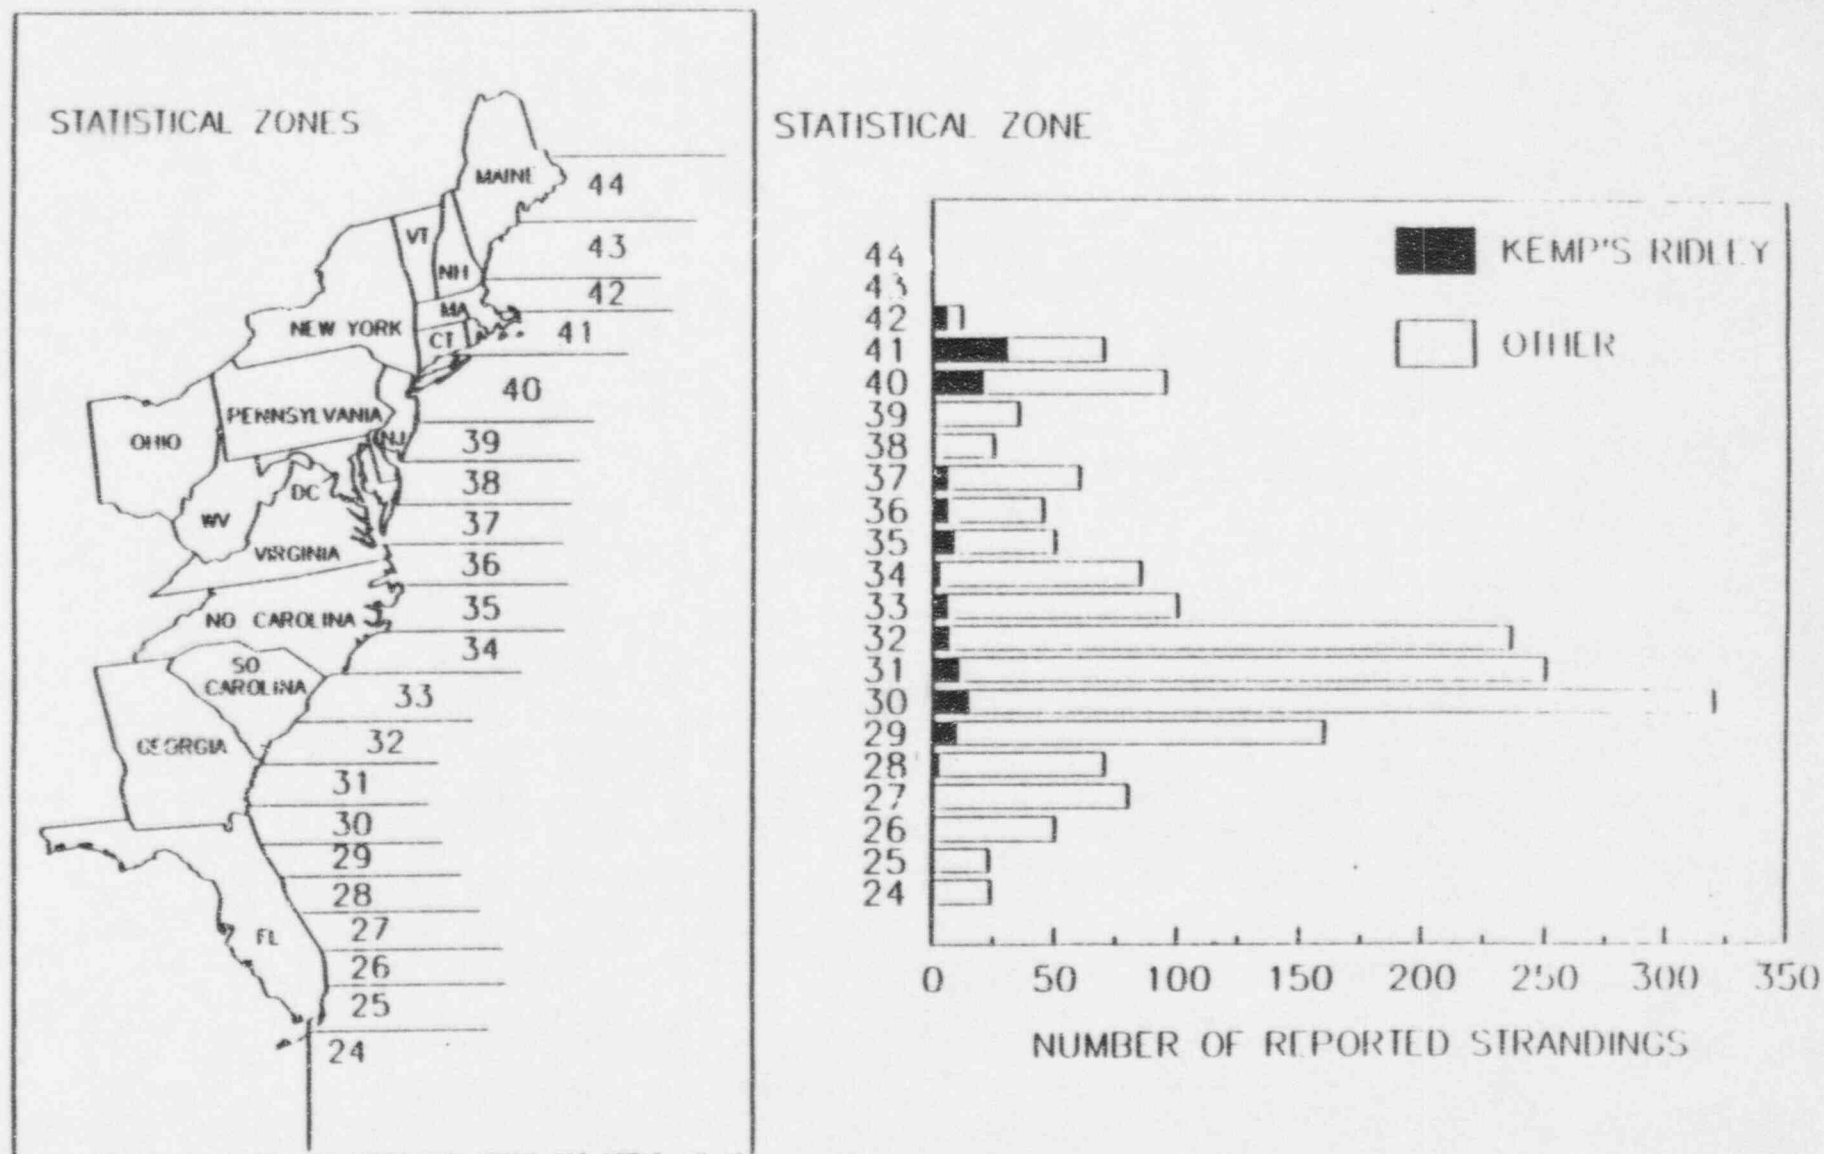 STATISTICAL ZONES
MAINE
44
VT
43
NH
42
MA
NEW YORK
41
CT
40
PENNSYLVANIA
OHIO
NJ
39
38
DC
WV
37
VIRGINIA
36
NO CAROLINA
35
34
SO
CAROLINA
33
GEORGIA
32
31
30
29
28
FL
27
26
25
24
STATISTICAL ZONE
KEMP'S RIDLEY
OTHER
44
43
42
41
40
39
38
37
36
35
34
33
32
31
30
29
28
27
26
25
24
0 50 100 150 200 250 300 350
NUMBER OF REPORTED STRANDINGS